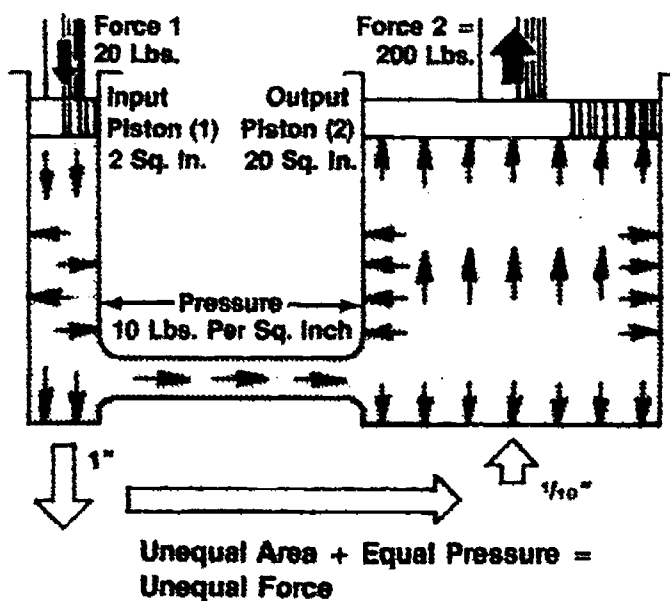 Force 1
20 Lbs.
Force 2 =
200 Lbs.
Input
Piston (1)
2 Sq. In.
Output
Piston (2)
20 Sq. In.
Pressure
10 Lbs. Per Sq. Inch
1"
1/10"
Unequal Area + Equal Pressure =
Unequal Force